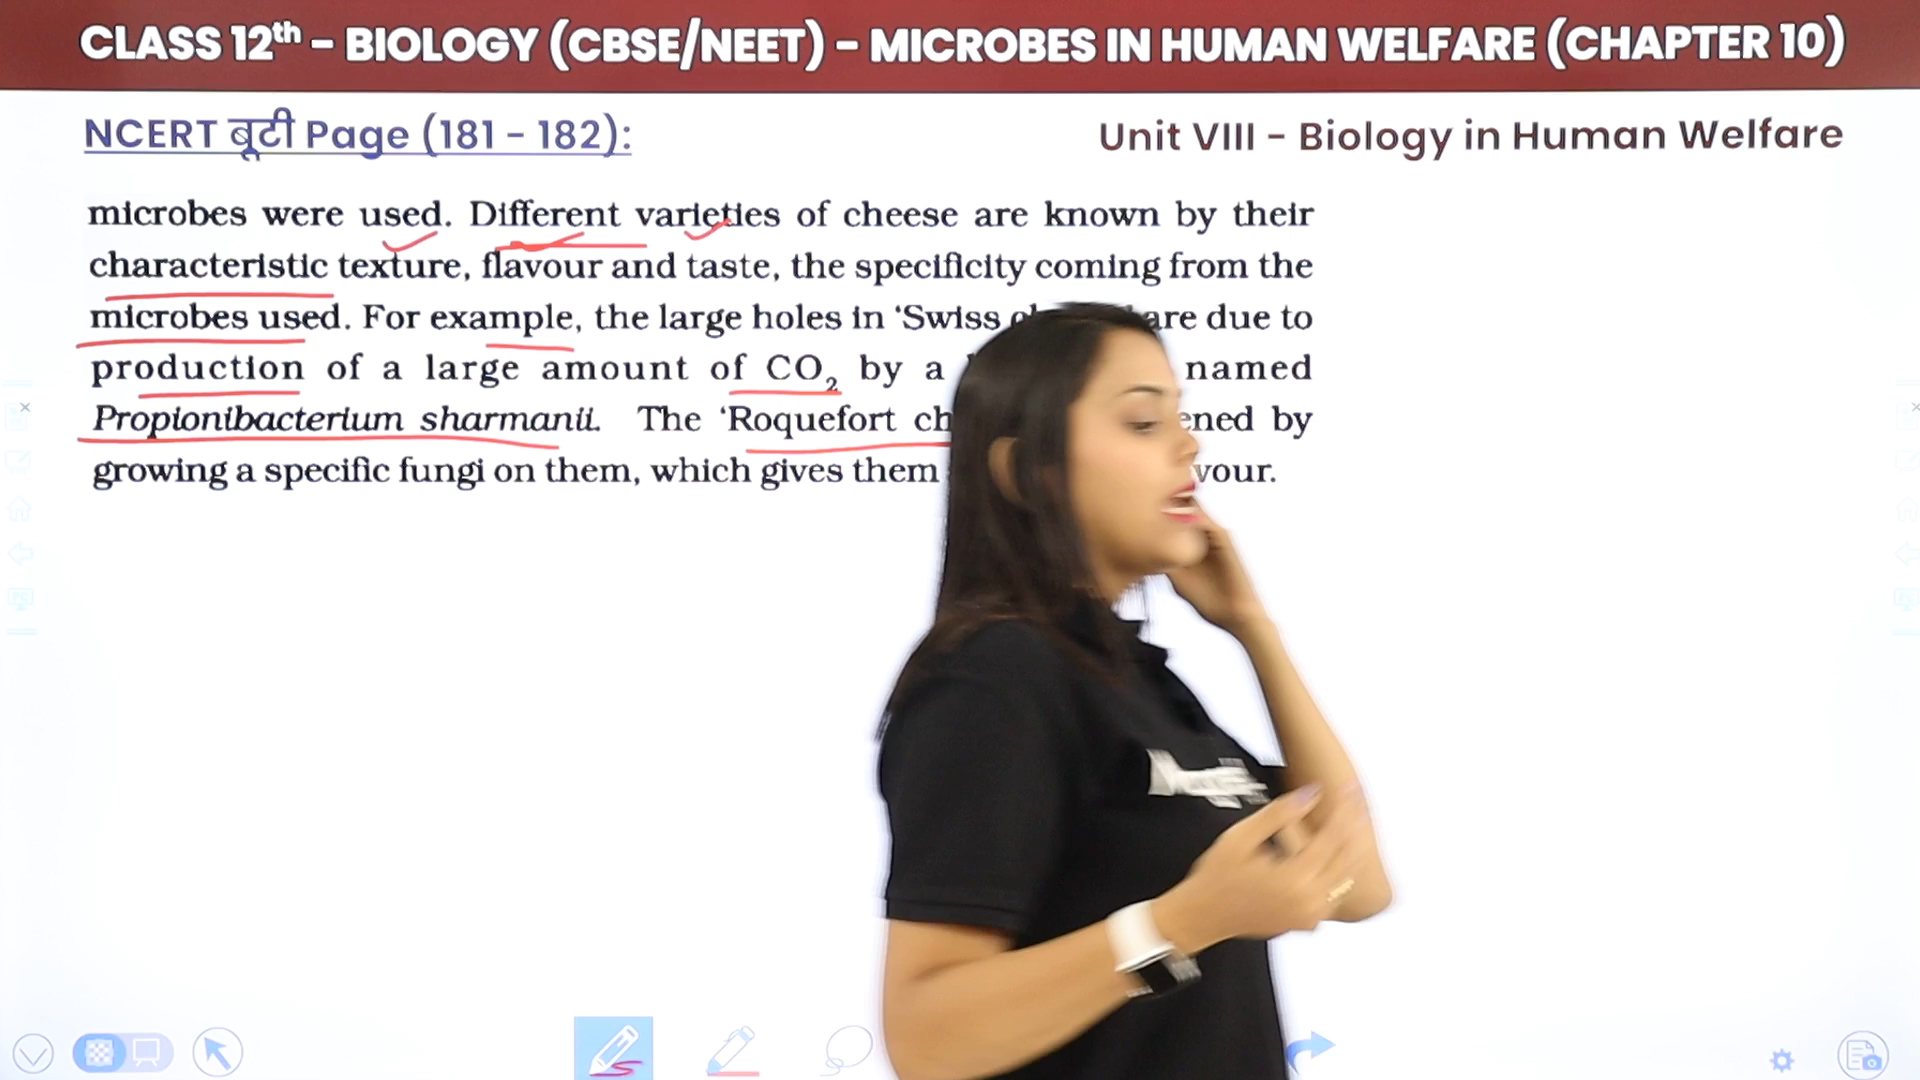 CLASS 12th - BIOLOGY (CBSE/NEET) - MICROBES IN HUMAN WELFARE (CHAPTER 10)
NCERT बूटी Page (181 - 182):
Unit VIII - Biology in Human Welfare
microbes were used. Different varieties of cheese are known by their
characteristic texture, flavour and taste, the specificity coming from the
microbes used. For example, the large holes in ‘Swiss are due to
production of a large amount of CO₂ by a named
Propionibacterium sharmanii. The ‘Roquefort by
growing a specific fungi on them, which gives them